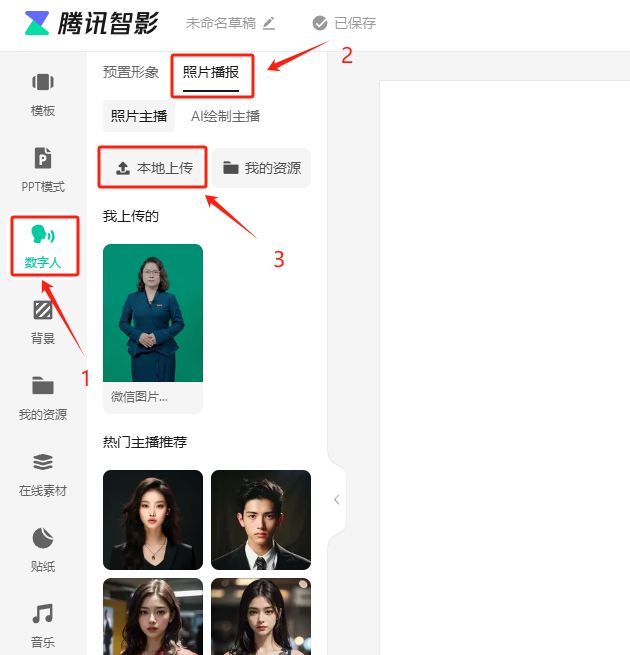 腾讯智影 未命名草稿 已保存
2
预置形象 照片播报
模板
照片主播 AI绘制主播
P
PPT模式
本地上传 我的资源
我上传的
3
数字人
背景
1
微信图片...
我的资源
热门主播推荐
在线素材
贴纸
音乐